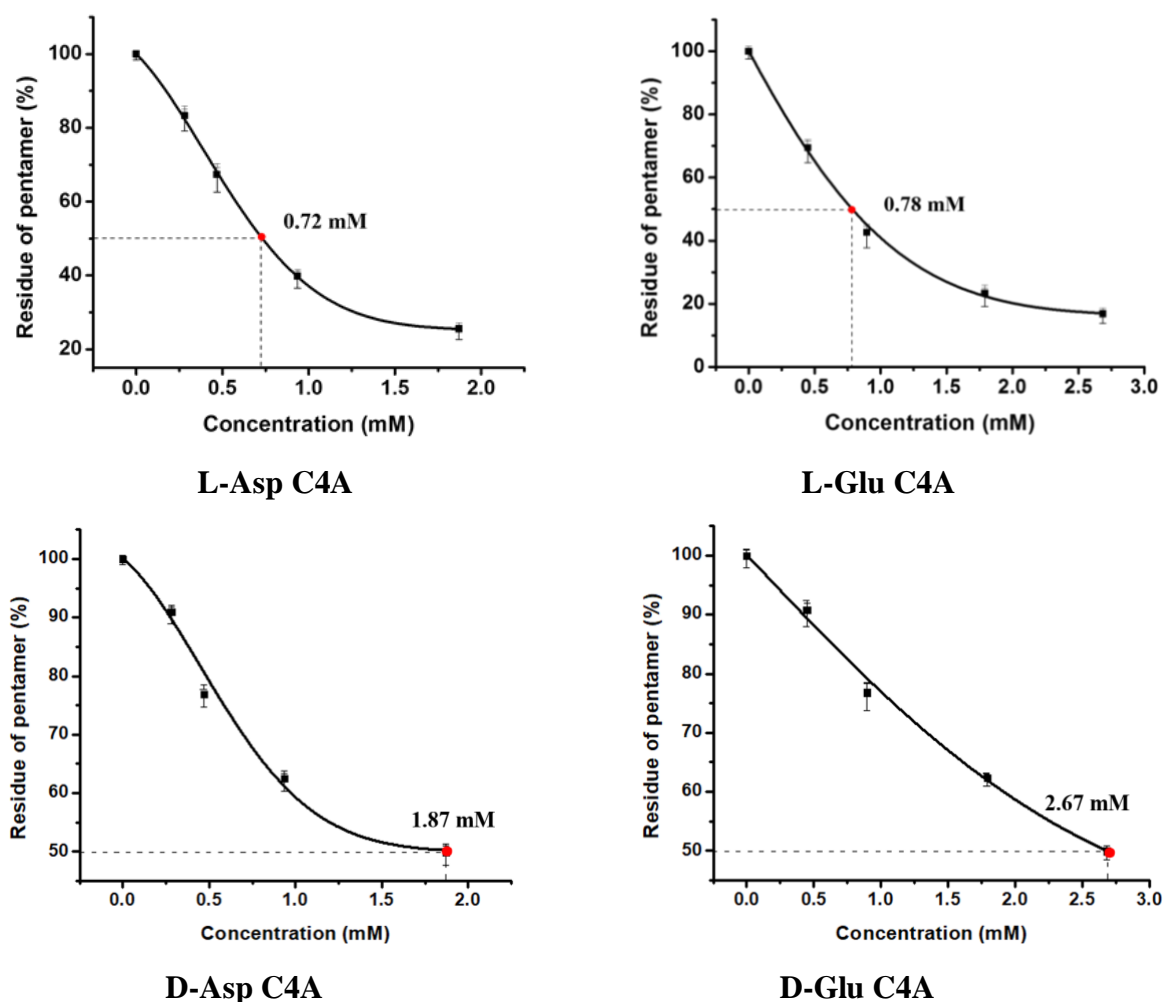 Residue of pentamer (%)
100
80
60
40
20
0.72 mM
0.0 0.5 1.0 1.5 2.0
Concentration (mM)
L-Asp C4A
Residue of pentamer (%)
100
80
60
40
20
0
0.78 mM
0.0 0.5 1.0 1.5 2.0 2.5 3.0
Concentration (mM)
L-Glu C4A
Residue of pentamer (%)
100
90
80
70
60
50
1.87 mM
0.0 0.5 1.0 1.5 2.0
Concentration (mM)
D-Asp C4A
Residue of pentamer (%)
100
90
80
70
60
50
2.67 mM
0.0 0.5 1.0 1.5 2.0 2.5 3.0
Concentration (mM)
D-Glu C4A